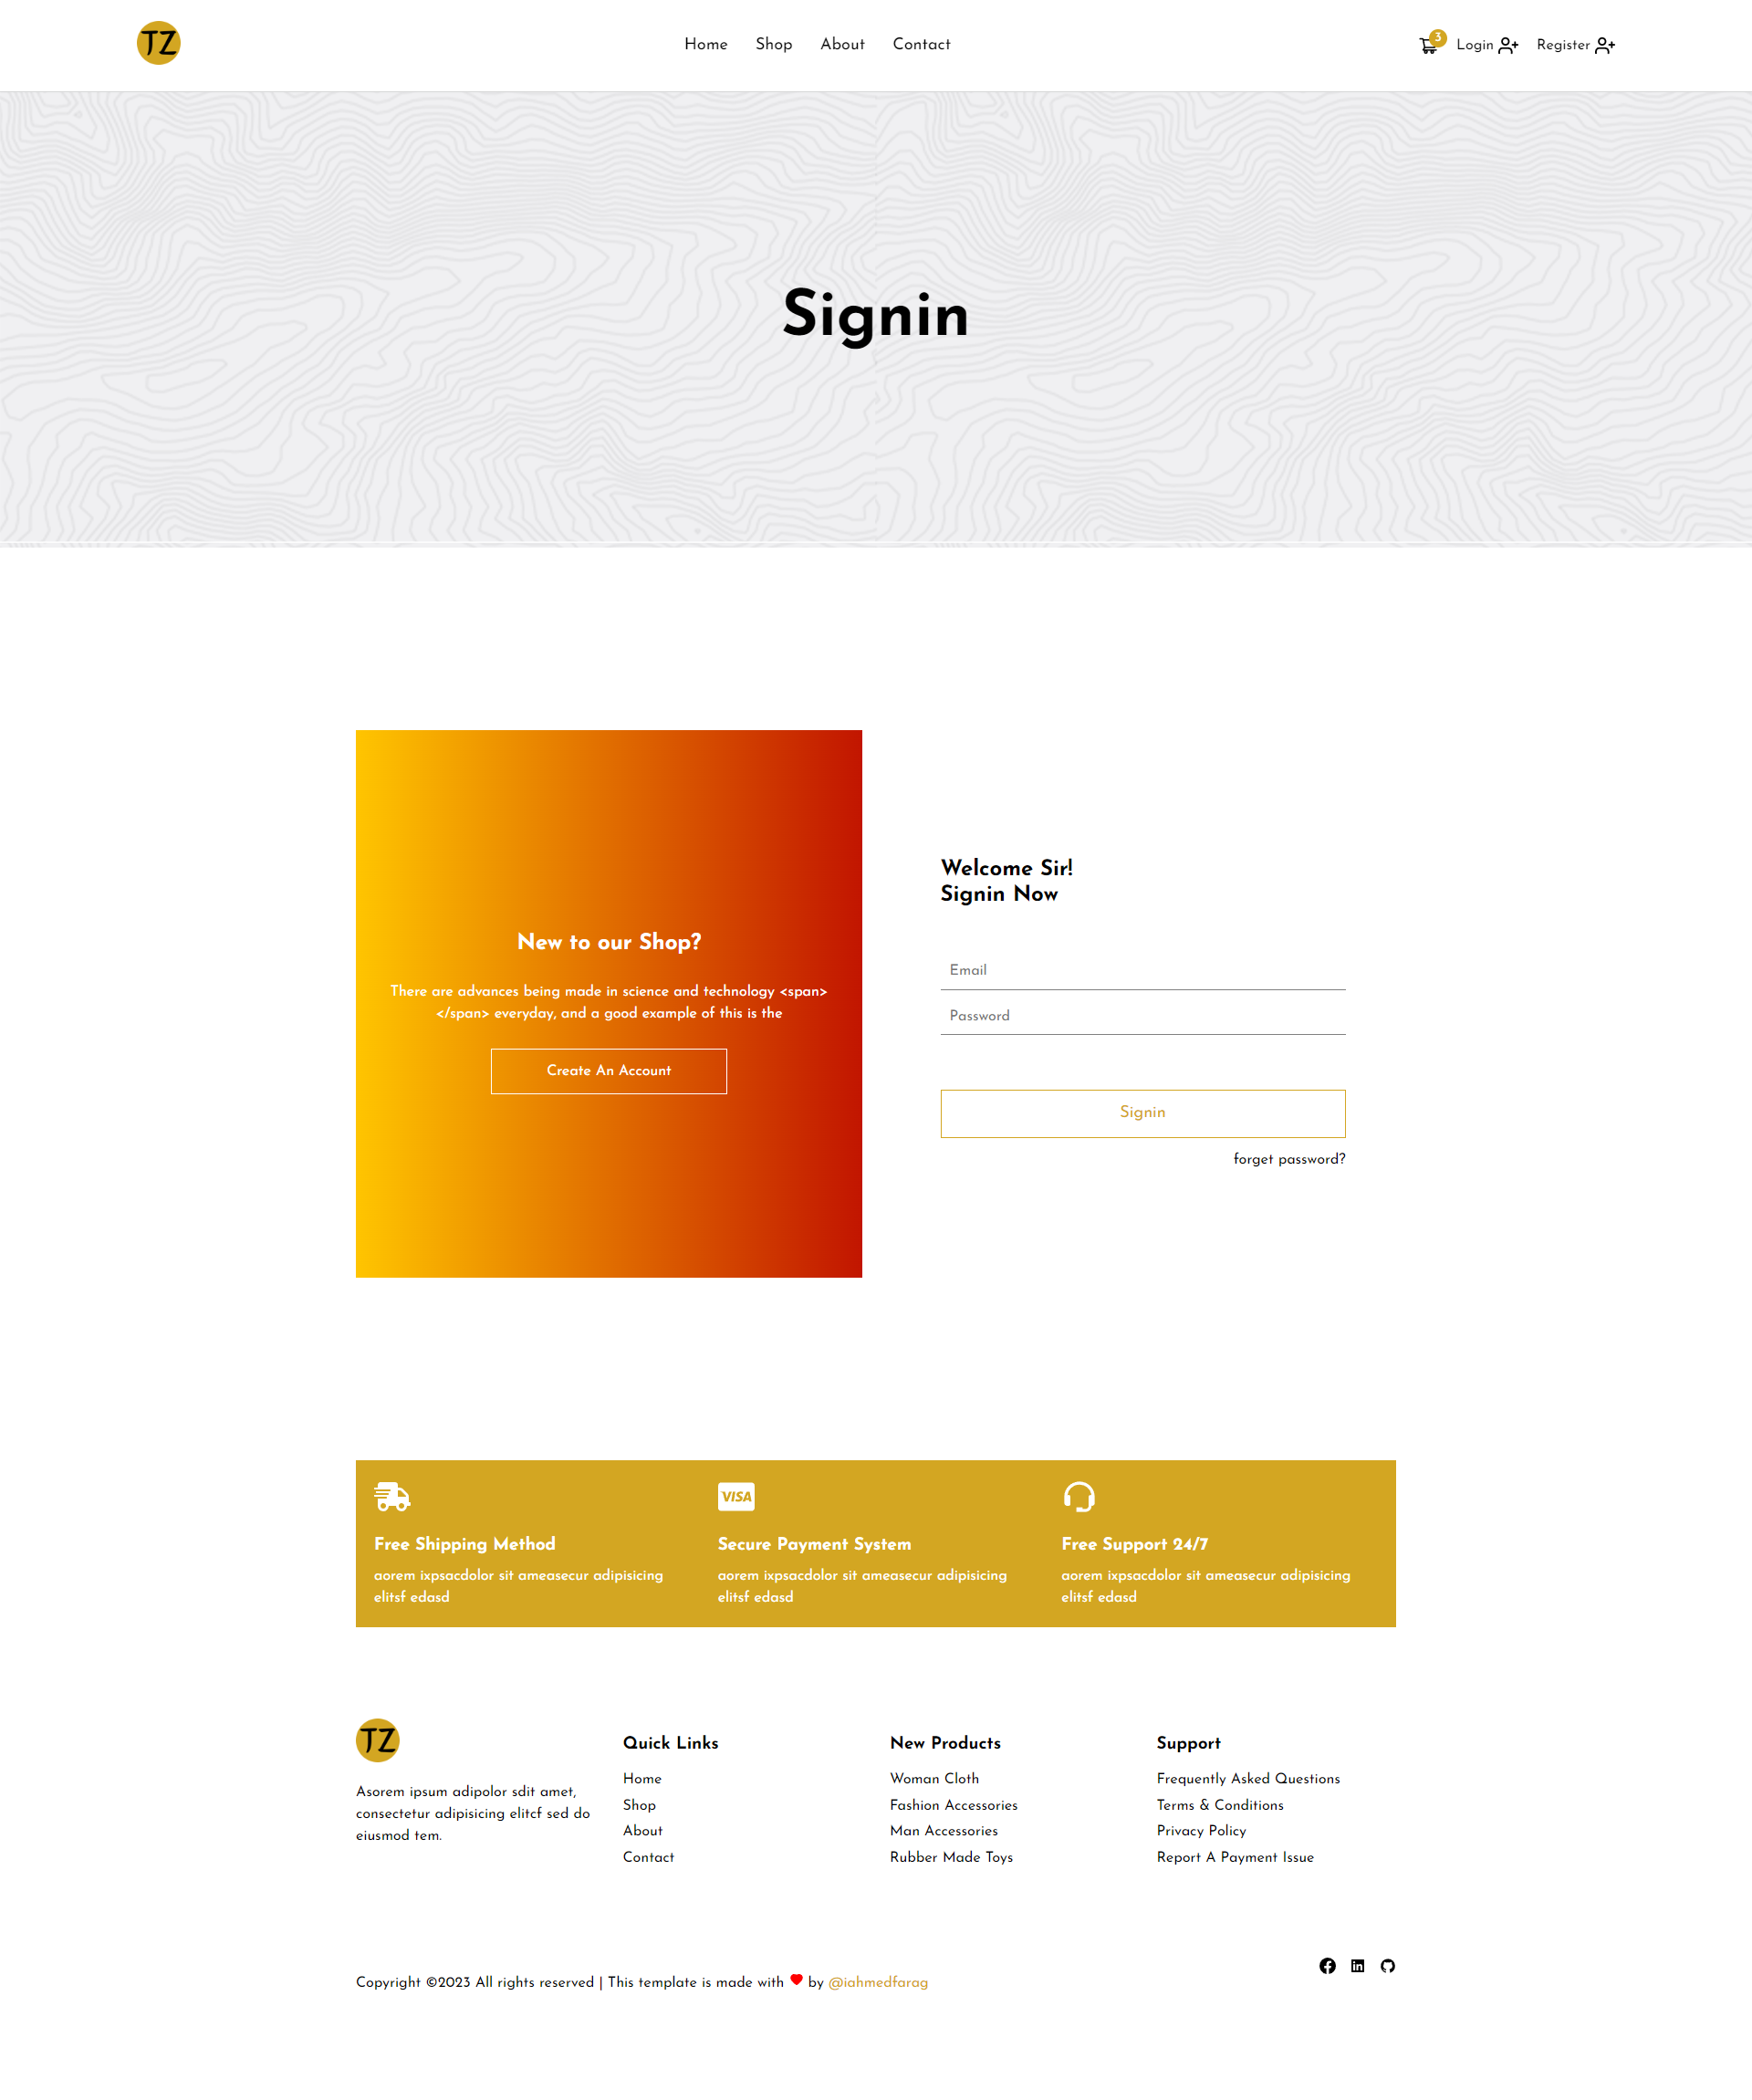 TZ
Home Shop About Contact
3 Login Register
Signin
New to our Shop?
There are advances being made in science and technology <span>
</span> everyday, and a good example of this is the
Create An Account
Welcome Sir!
Signin Now
Email
Password
Signin
forget password?
VISA
Free Shipping Method
aorem ixpsacdolor sit ameasecur adipisicing
elitsf edasd
Secure Payment System
aorem ixpsacdolor sit ameasecur adipisicing
elitsf edasd
Free Support 24/7
aorem ixpsacdolor sit ameasecur adipisicing
elitsf edasd
TZ
Asorem ipsum adipolor sdit amet,
consectetur adipisicing elitcf sed do
eiusmod tem.
Quick Links
Home
Shop
About
Contact
New Products
Woman Cloth
Fashion Accessories
Man Accessories
Rubber Made Toys
Support
Frequently Asked Questions
Terms & Conditions
Privacy Policy
Report A Payment Issue
Copyright ©2023 All rights reserved | This template is made with ❤ by @iahmedfarag